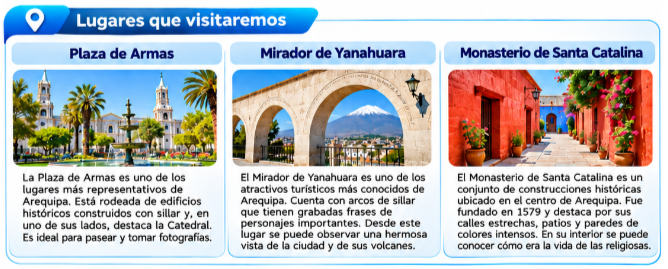 Lugares que visitaremos
Plaza de Armas
La Plaza de Armas es uno de los
lugares más representativos de
Arequipa. Está rodeada de edificios
históricos construidos con sillar y, en
uno de sus lados, destaca la Catedral.
Es ideal para pasear y tomar fotografías.
Mirador de Yanahuara
El Mirador de Yanahuara es uno de los
atractivos turísticos más conocidos de
Arequipa. Cuenta con arcos de sillar
que tienen grabadas frases de
personajes importantes. Desde este
lugar se puede observar una hermosa
vista de la ciudad y de sus volcanes.
Monasterio de Santa Catalina
El Monasterio de Santa Catalina es un
conjunto de construcciones históricas
ubicado en el centro de Arequipa. Fue
fundado en 1579 y destaca por sus
calles estrechas, patios y paredes de
colores intensos. En su interior se puede
conocer cómo era la vida de las religiosas.